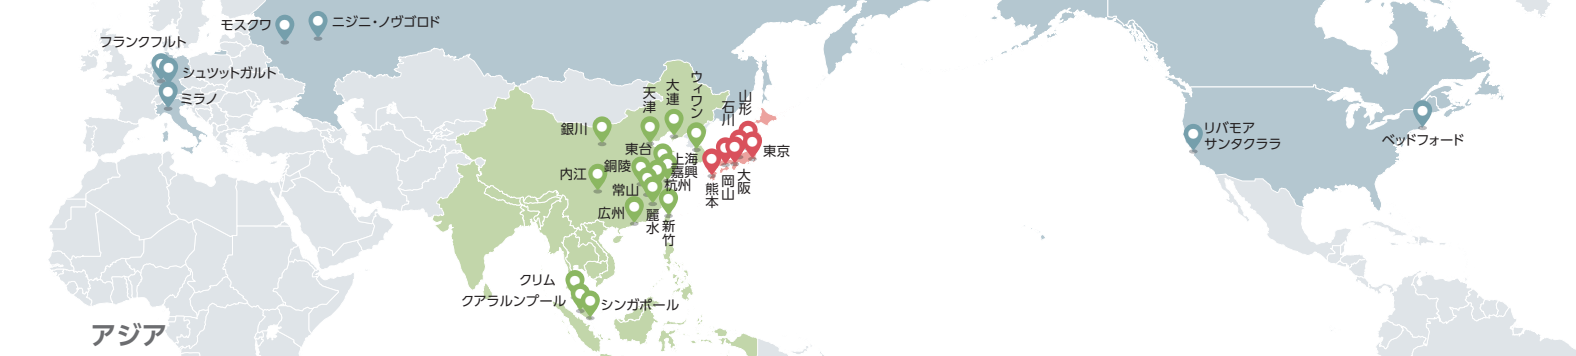 モスクワ
ニジニ・ノヴゴロド
フランクフルト
シュツットガルト
ミラノ
銀川
天津
大連
ウィワン
石川
山形
東京
東台
上海
銅陵
嘉興
内江
杭州
常山
熊本
岡山
大阪
広州
麗水
新竹
クリム
クアラルンプール
シンガポール
アジア
リバモア
サンタクララ
ベッドフォード